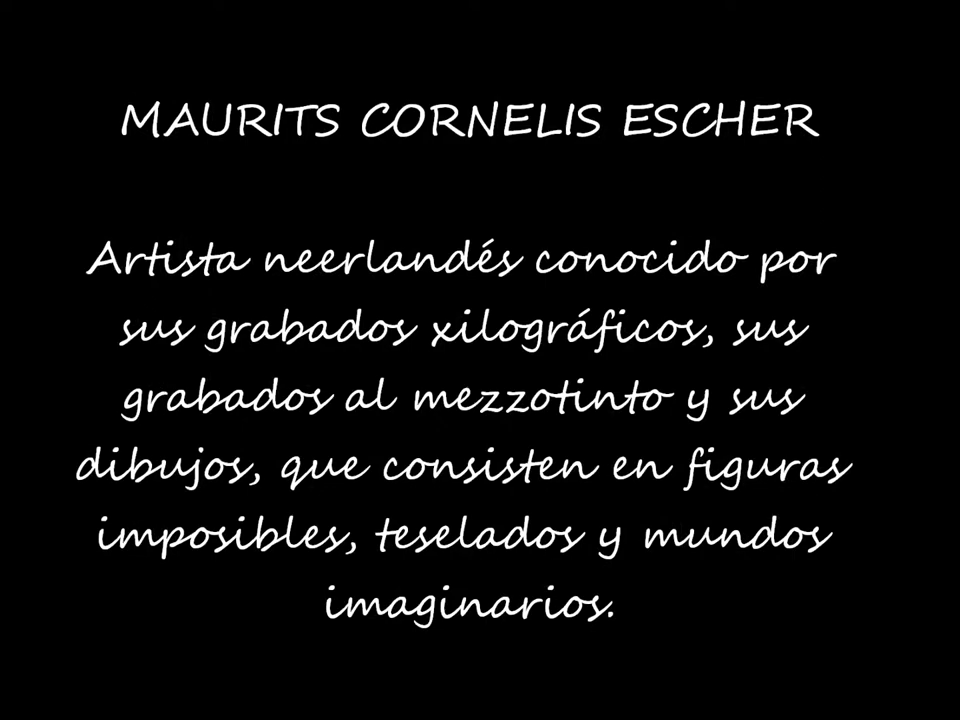 MAURITS CORNELIS ESCHER
Artista neerlandés conocido por
sus grabados xilográficos, sus
grabados al mezzotinto y sus
dibujos, que consisten en figuras
imposibles, teselados y mundos
imaginarios.